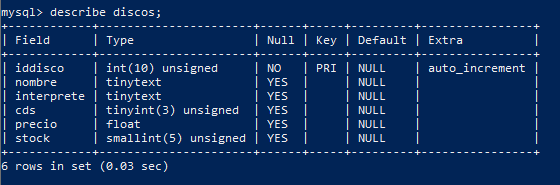 mysql> describe discos;
+------------+----------------------+------+-----+---------+----------------+
| Field      | Type                 | Null | Key | Default | Extra          |
+------------+----------------------+------+-----+---------+----------------+
| iddisco    | int(10) unsigned     | NO   | PRI | NULL    | auto_increment |
| nombre     | tinytext             | YES  |     | NULL    |                |
| interprete | tinytext             | YES  |     | NULL    |                |
| cds        | tinyint(3) unsigned  | YES  |     | NULL    |                |
| precio     | float                | YES  |     | NULL    |                |
| stock      | smallint(5) unsigned | YES  |     | NULL    |                |
+------------+----------------------+------+-----+---------+----------------+
6 rows in set (0.03 sec)